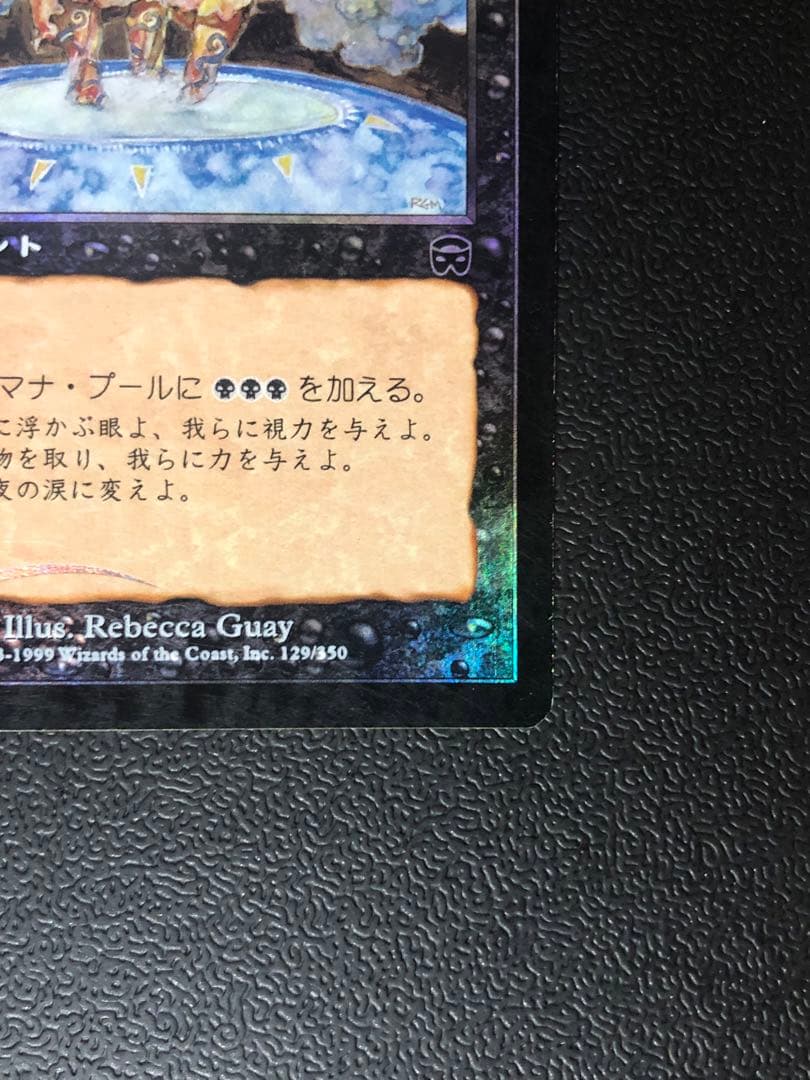 RGM
ント
マナ・プールに を加える。
に浮かぶ眼よ、我らに視力を与えよ。
物を取り、我らに力を与えよ。
夜の涙に変えよ。
Illus. Rebecca Guay
3-1999 Wizards of the Coast, Inc. 129/350